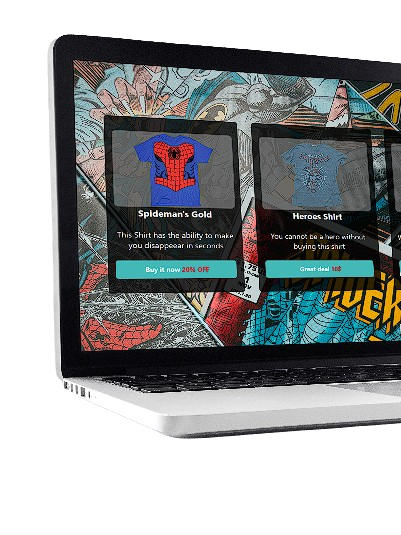 Spideman's Gold
This Shirt has the ability to make
you disappear in seconds
Buy it now 20% OFF
Heroes Shirt
You cannot be a hero without
buying this shirt
Great deal 10$